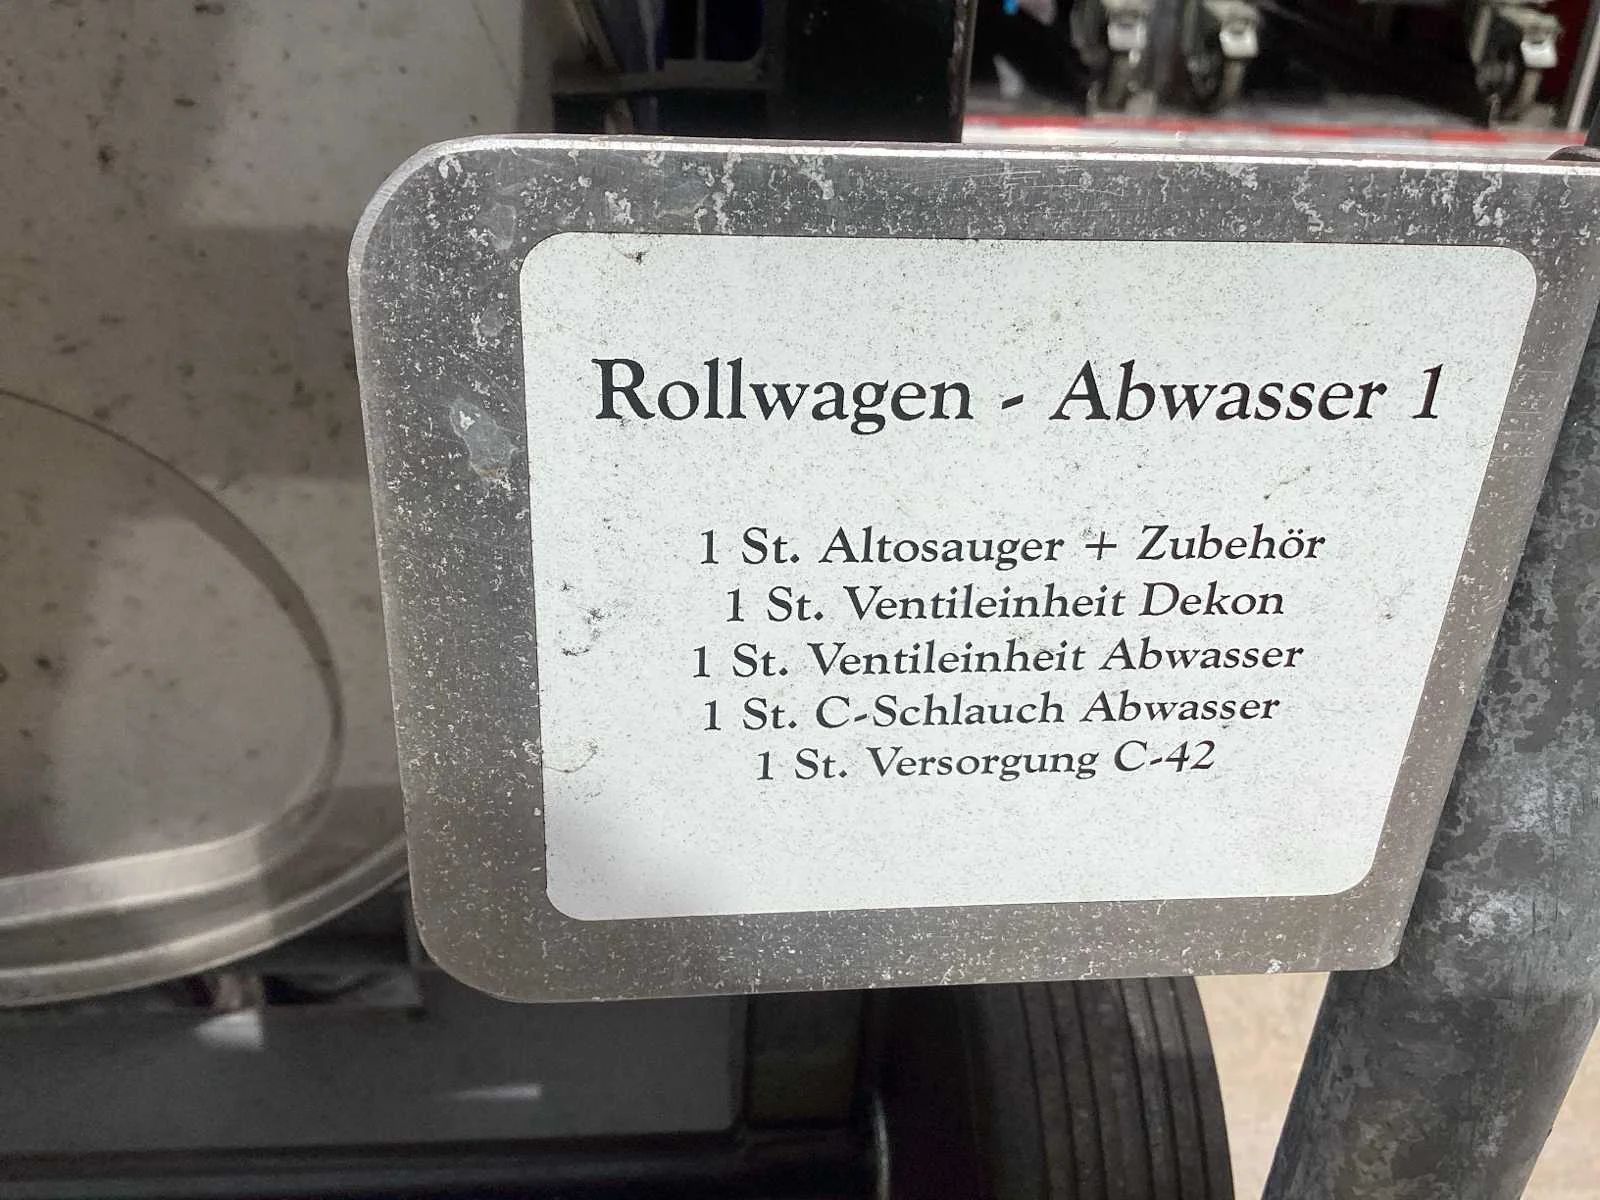 Rollwagen - Abwasser 1
1 St. Altosauger + Zubehör
1 St. Ventileinheit Dekon
1 St. Ventileinheit Abwasser
1 St. C-Schlauch Abwasser
1 St. Versorgung C-42